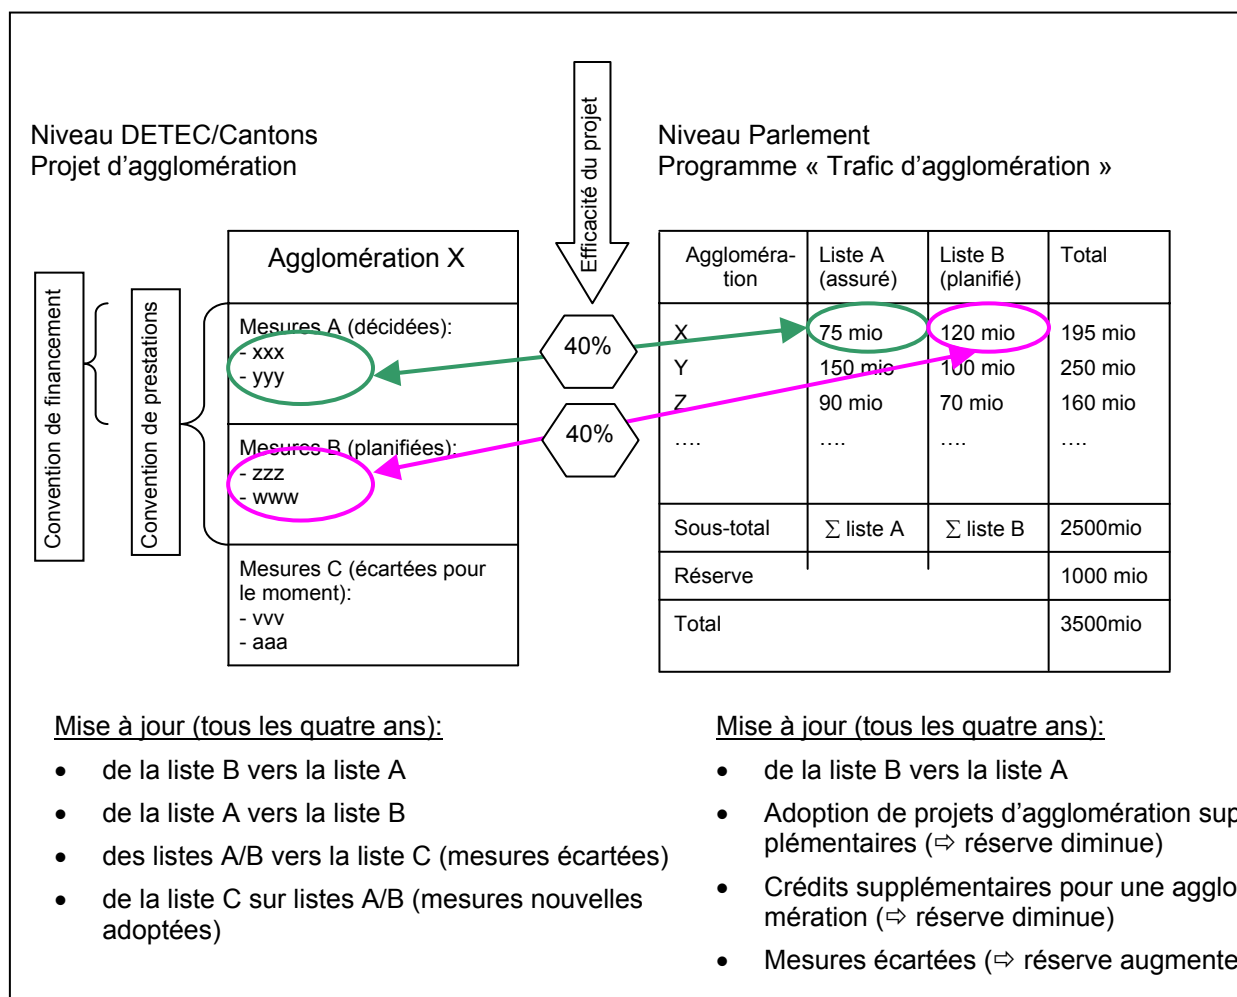 Efficacité du projet
Niveau DETEC/Cantons
Projet d'agglomération
Niveau Parlement
Programme « Trafic d'agglomération »
Convention de financement
Convention de prestations
Agglomération X
Mesures A (décidées):
- xxx
- yyy
Mesures B (planifiées):
- zzz
- www
Mesures C (écartées pour
le moment):
- vvv
- aaa
40%
40%
Aggloméra-
tion
Liste A
(assuré)
Liste B
(planifié)
Total
X 75 mio 120 mio 195 mio
Y 150 mio 100 mio 250 mio
Z 90 mio 70 mio 160 mio
.... .... .... ....
Sous-total ∑ liste A ∑ liste B 2500mio
Réserve 1000 mio
Total 3500mio
Mise à jour (tous les quatre ans):
• de la liste B vers la liste A
• de la liste A vers la liste B
• des listes A/B vers la liste C (mesures écartées)
• de la liste C sur listes A/B (mesures nouvelles
adoptées)
Mise à jour (tous les quatre ans):
• de la liste B vers la liste A
• Adoption de projets d'agglomération sup
plémentaires (⇨ réserve diminue)
• Crédits supplémentaires pour une agglo
mération (⇨ réserve diminue)
• Mesures écartées (⇨ réserve augmente